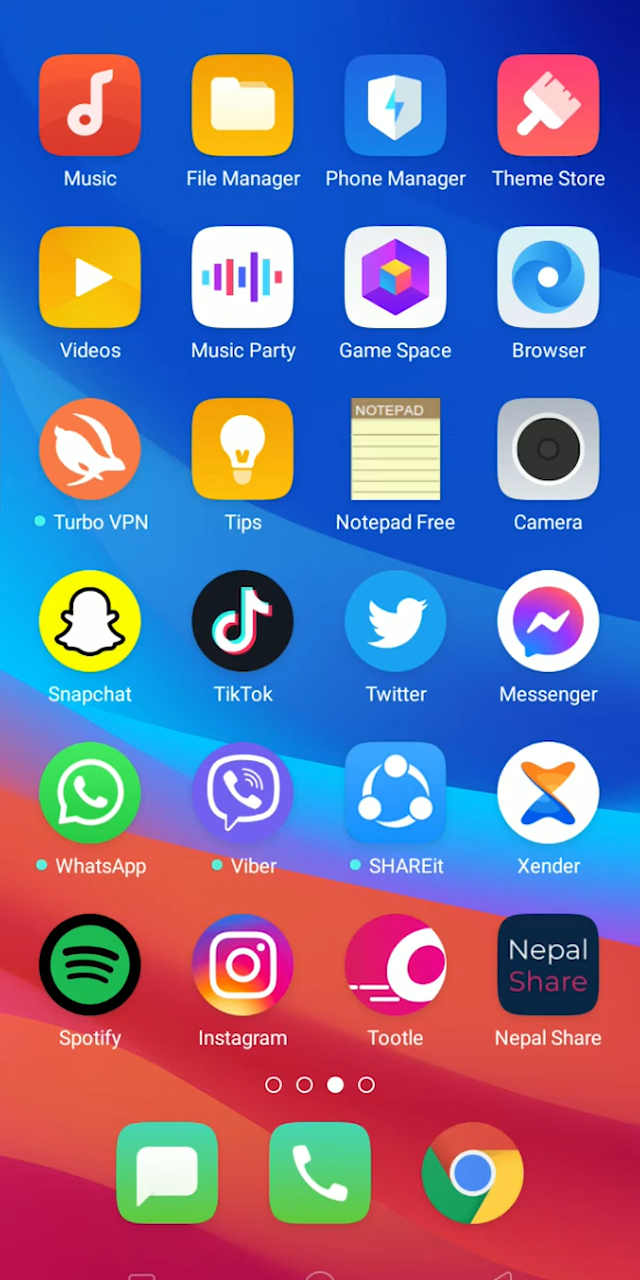 Music
File Manager
Phone Manager
Theme Store
Videos
Music Party
Game Space
Browser
NOTEPAD
Turbo VPN
Tips
Notepad Free
Camera
Snapchat
TikTok
Twitter
Messenger
WhatsApp
Viber
SHAREit
Xender
Nepal
Share
Spotify
Instagram
Tootle
Nepal Share